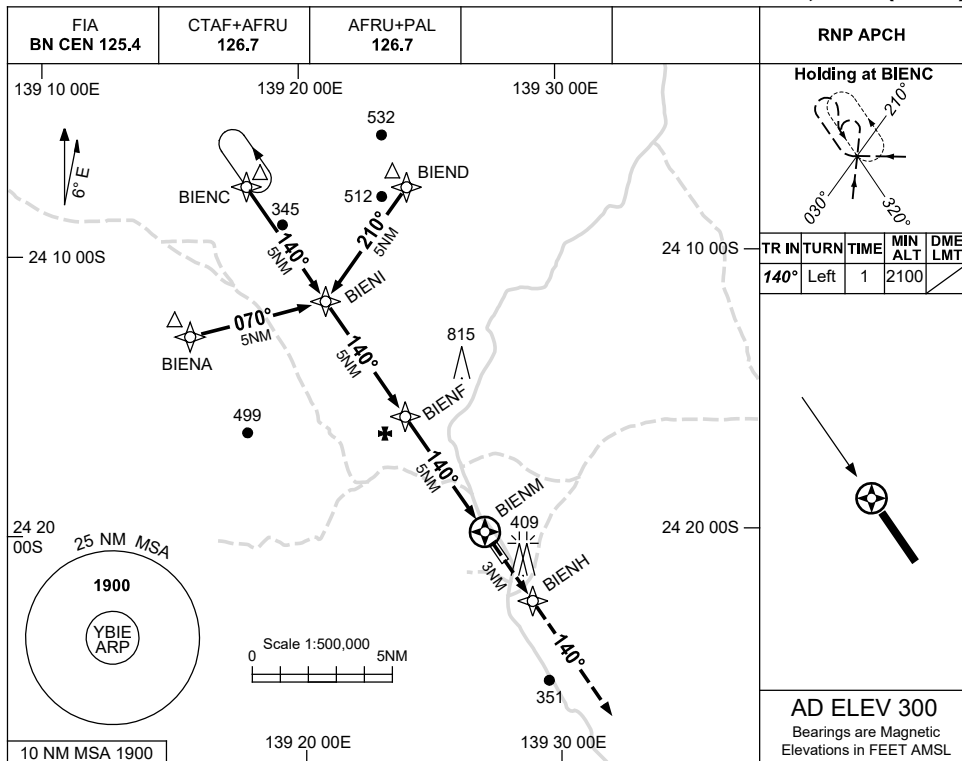 FIA
BN CEN 125.4
CTAF+AFRU
126.7
AFRU+PAL
126.7
RNP APCH
139 10 00E
139 20 00E
139 30 00E
Holding at BIENC
210°
030°
320°
TR IN TURN TIME MIN ALT DME LMT
140° Left 1 2100
6° E
532
BIENC
BIEND
512
345
140°
5NM
210°
5NM
24 10 00S
24 10 00S
BIENI
070°
5NM
BIENA
140°
5NM
815
BIENF
499
140°
5NM
BIENM
24 20
00S
409
24 20 00S
3NM
BIENH
25 NM MSA
1900
YBIE
ARP
Scale 1:500,000
0 5NM
140°
351
10 NM MSA 1900
139 20 00E
139 30 00E
AD ELEV 300
Bearings are Magnetic
Elevations in FEET AMSL